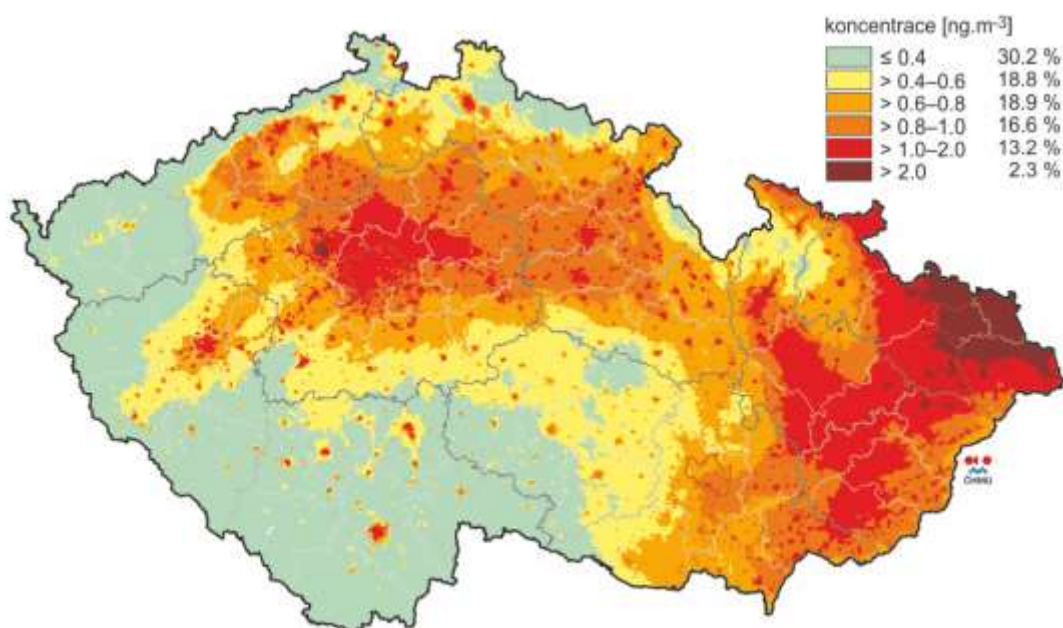 koncentrace [ng.m-3]
≤ 0.4 30.2 %
> 0.4–0.6 18.8 %
> 0.6–0.8 18.9 %
> 0.8–1.0 16.6 %
> 1.0–2.0 13.2 %
> 2.0 2.3 %